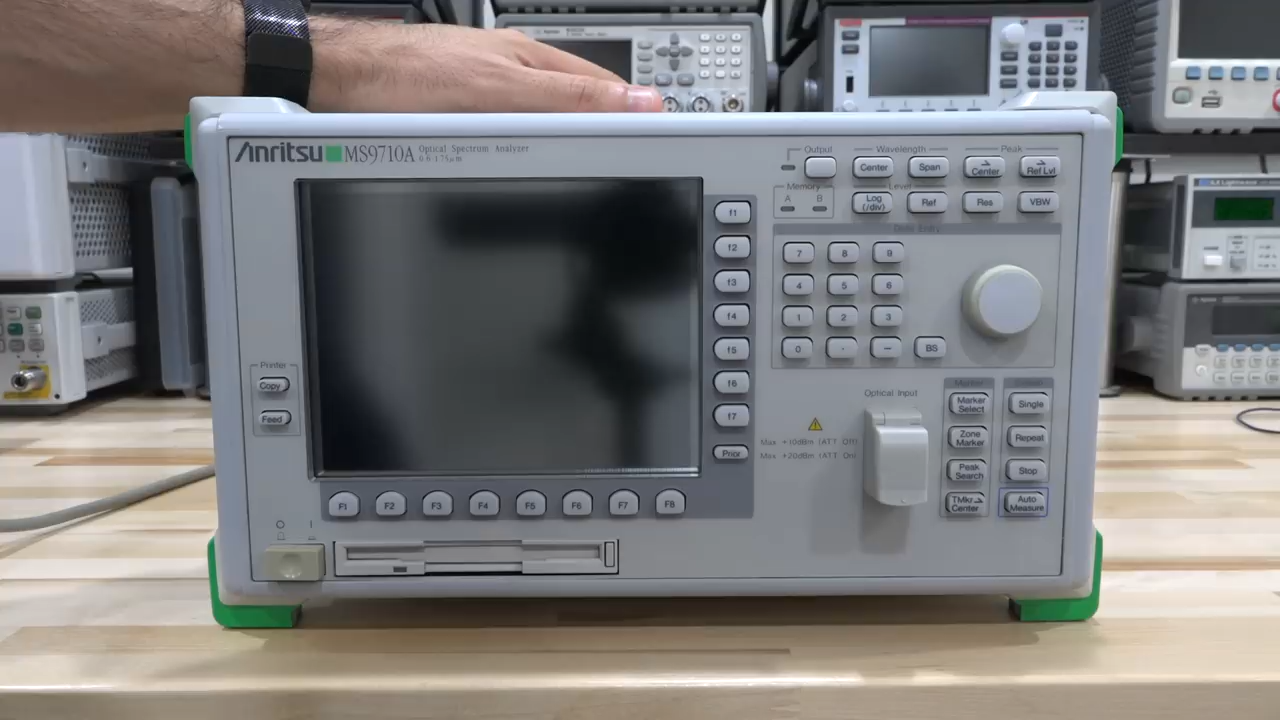 Anritsu MS9710A Optical Spectrum Analyzer
0.6-1.75μm
Output
Wavelength
Peak
Center
Span
Center
Ref Lvl
Memory
A B
Level
Log
(/div)
Ref
Res
VBW
Data Entry
f1
f2
f3
f4
f5
f6
f7
Prior
7 8 9
4 5 6
1 2 3
0 . — BS
Printer
Copy
Feed
Optical Input
Max +10dBm (ATT Off)
Max +20dBm (ATT On)
Marker
Marker
Select
Zone
Marker
Peak
Search
TMkr
Center
Single
Repeat
Stop
Auto
Measure
F1 F2 F3 F4 F5 F6 F7 F8
O I